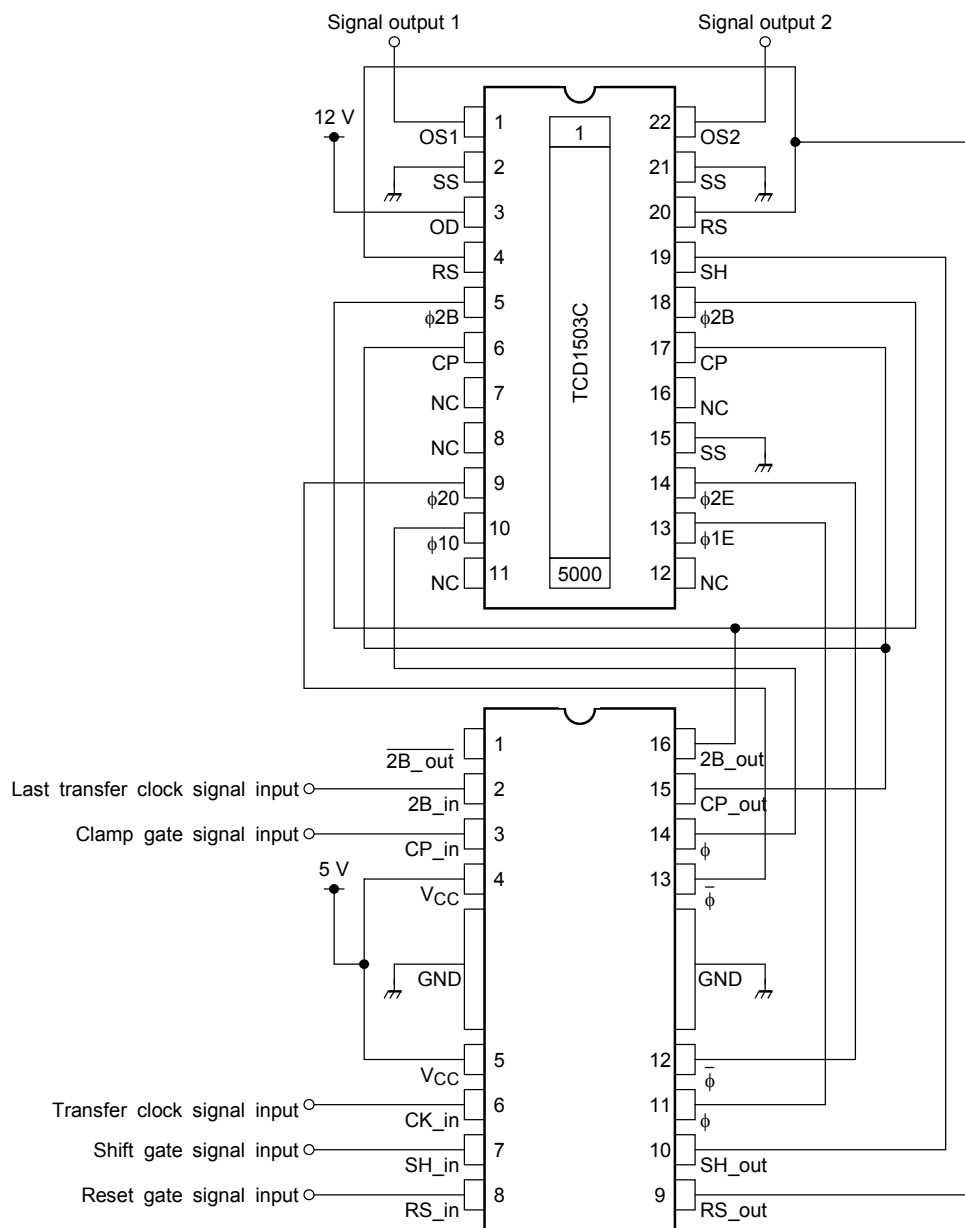 Signal output 1
Signal output 2
12 V
1
1
22
OS1
OS2
2
21
SS
SS
3
20
OD
RS
4
19
RS
SH
5
18
ϕ2B
ϕ2B
6
17
CP
CP
TCD1503C
7
16
NC
NC
8
15
NC
SS
9
14
ϕ20
ϕ2E
10
13
ϕ10
ϕ1E
11
5000
12
NC
NC
1
16
2B_out
2B_out
Last transfer clock signal input
2
15
2B_in
CP_out
Clamp gate signal input
3
14
CP_in
ϕ
5 V
4
13
VCC
ϕ̅
GND
GND
5
12
VCC
ϕ̅
Transfer clock signal input
6
11
CK_in
ϕ
Shift gate signal input
7
10
SH_in
SH_out
Reset gate signal input
8
9
RS_in
RS_out